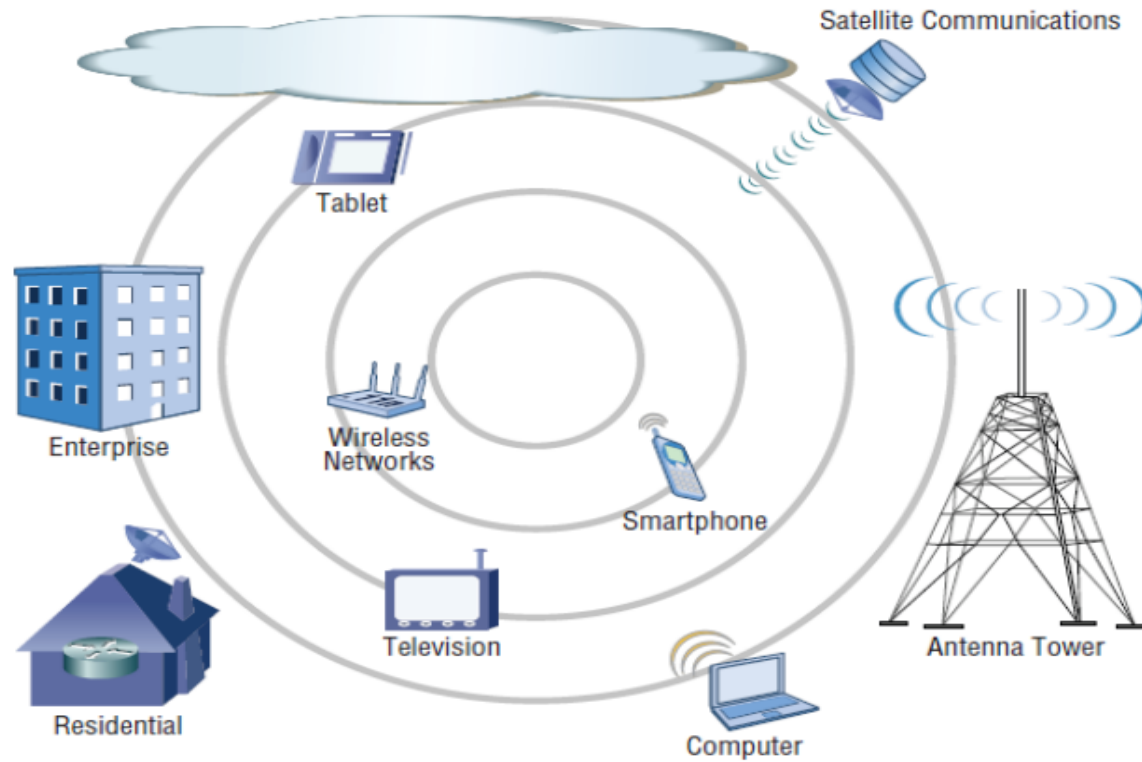 Satellite Communications
Tablet
Enterprise
Wireless
Networks
Smartphone
Television
Antenna Tower
Residential
Computer